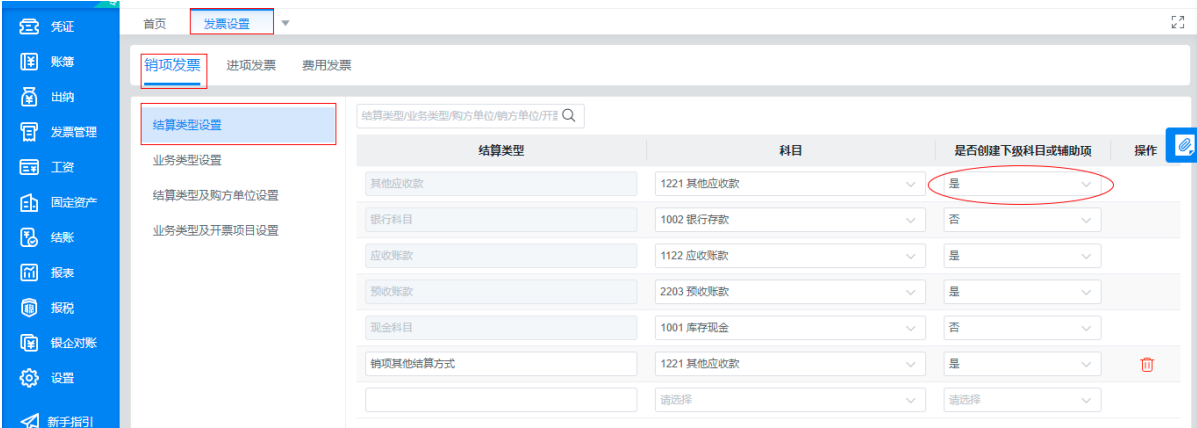 凭证
账簿
出纳
发票管理
工资
固定资产
结账
报表
报税
银企对账
设置
新手指引
首页 发票设置
销项发票 进项发票 费用发票
结算类型设置
业务类型设置
结算类型及购方单位设置
业务类型及开票项目设置
结算类型/业务类型/购方单位/销方单位/开
结算类型 科目 是否创建下级科目或辅助项 操作
其他应收款 1221 其他应收款 是
银行科目 1002 银行存款 否
应收账款 1122 应收账款 是
预收账款 2203 预收账款 是
现金科目 1001 库存现金 否
销项其他结算方式 1221 其他应收款 是
请选择 请选择